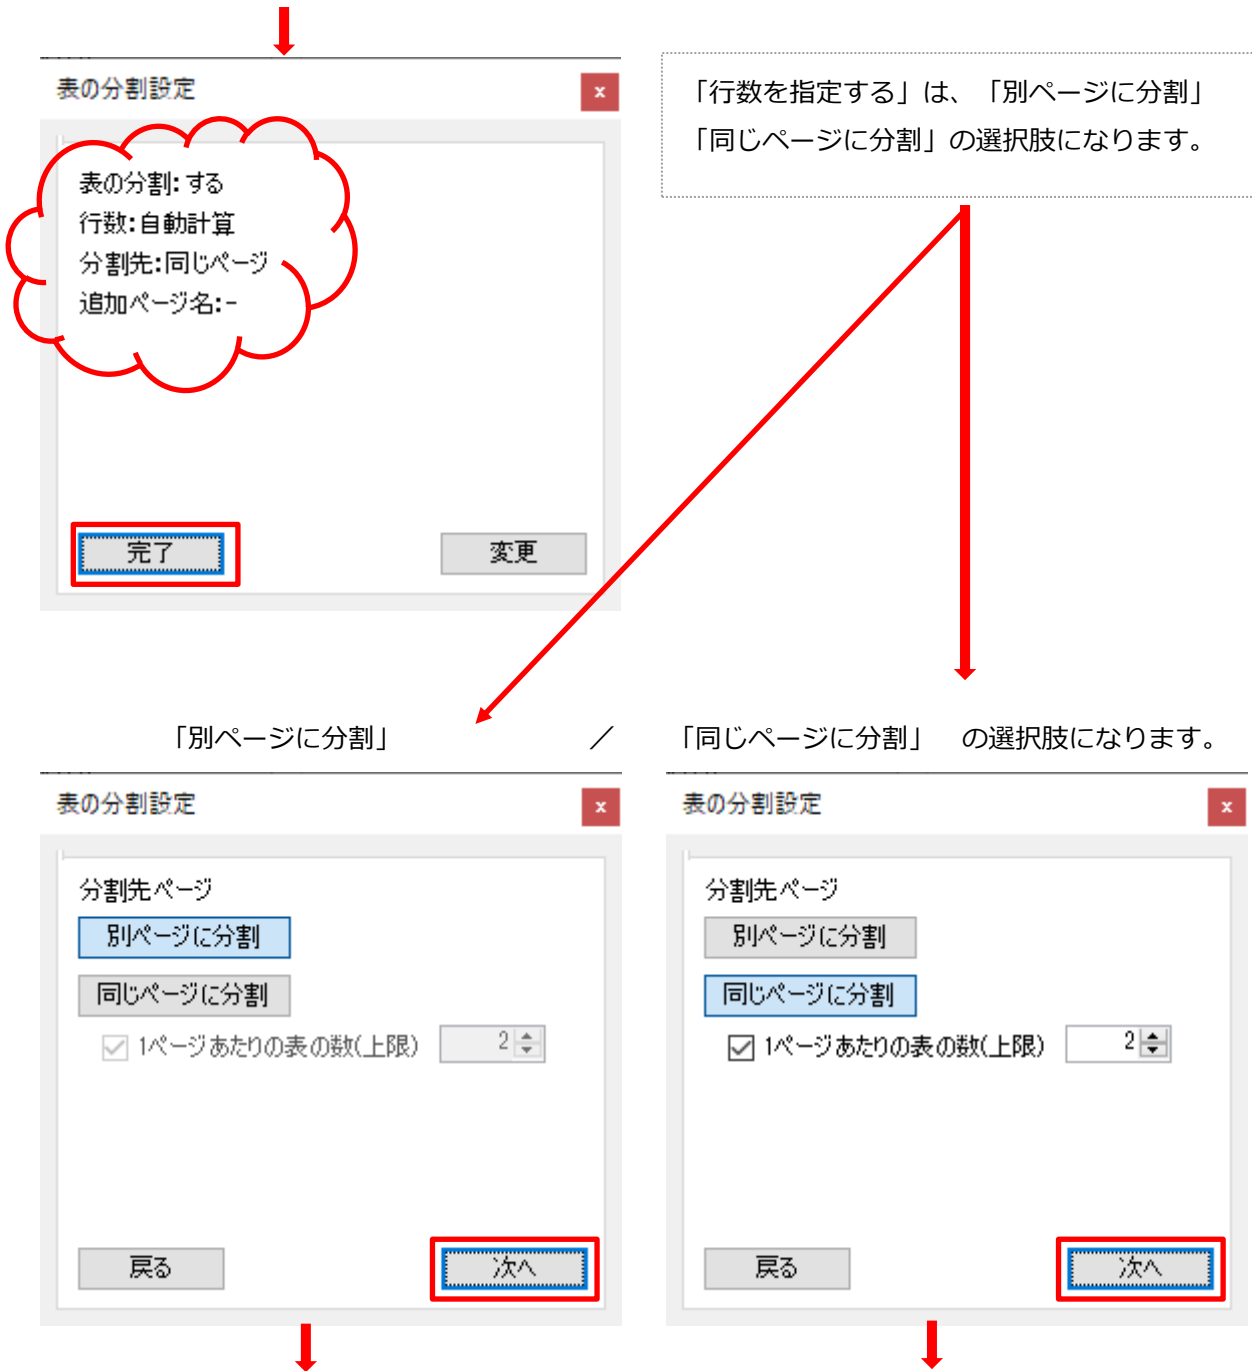 表の分割設定
x
表の分割:する
行数:自動計算
分割先:同じページ
追加ページ名:-
完了
変更
「行数を指定する」は、「別ページに分割」
「同じページに分割」の選択肢になります。
「別ページに分割」 / 「同じページに分割」 の選択肢になります。
表の分割設定
x
分割先ページ
別ページに分割
同じページに分割
1ページあたりの表の数(上限) 2
戻る
次へ
表の分割設定
x
分割先ページ
別ページに分割
同じページに分割
1ページあたりの表の数(上限) 2
戻る
次へ